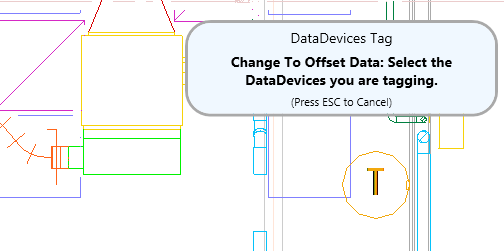 DataDevices Tag
Change To Offset Data: Select the
DataDevices you are tagging.
(Press ESC to Cancel)
T